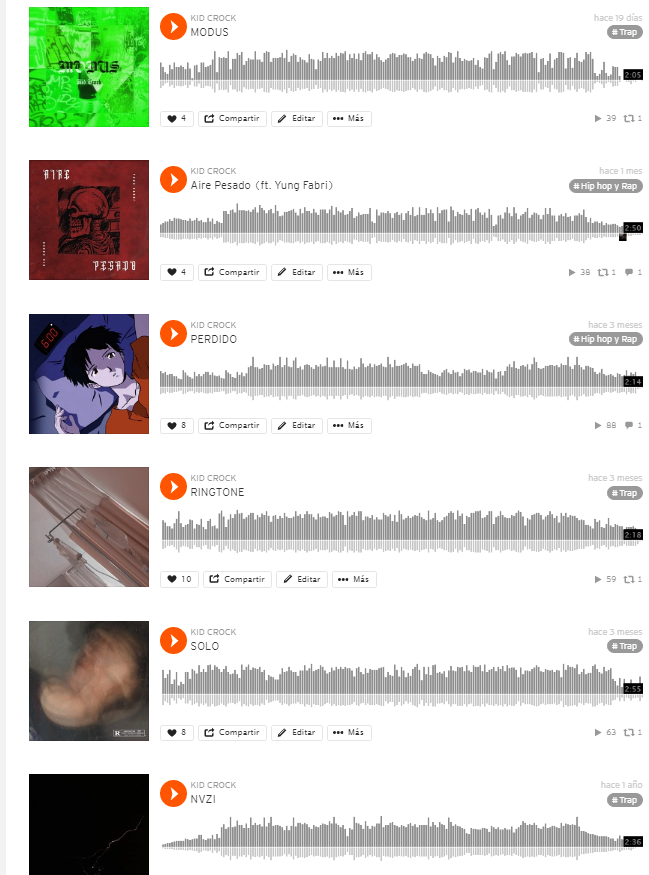 KID CROCK
hace 19 días
MODUS
# Trap
2:05
4 Compartir Editar Más
39 1
AIRE
PESADO
KID CROCK
hace 1 mes
Aire Pesado (ft. Yung Fabri)
# Hip hop y Rap
2:50
4 Compartir Editar Más
38 1 1
6:00
KID CROCK
hace 3 meses
PERDIDO
# Hip hop y Rap
2:14
8 Compartir Editar Más
88 1
KID CROCK
hace 3 meses
RINGTONE
# Trap
2:18
10 Compartir Editar Más
59 1
R
KID CROCK
hace 3 meses
SOLO
# Trap
2:55
8 Compartir Editar Más
63 1
KID CROCK
hace 1 año
NVZI
# Trap
2:36